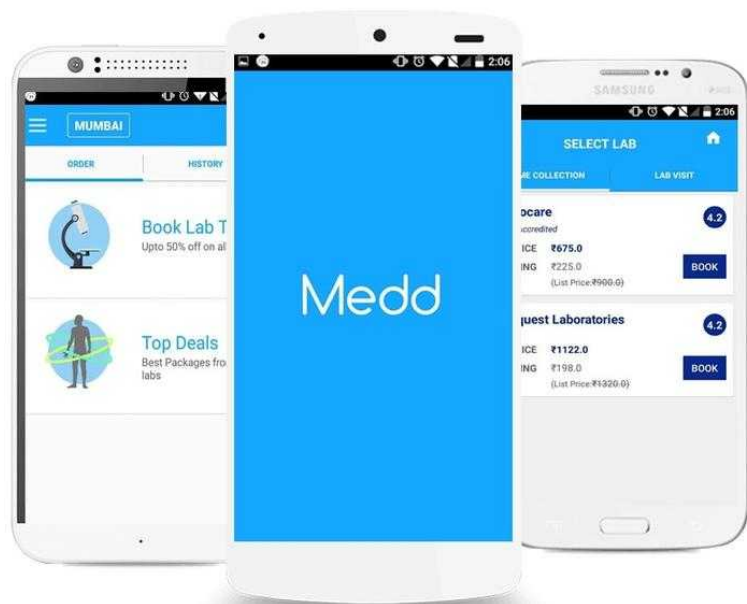 MUMBAI
ORDER
HISTORY
Book Lab T
Upto 50% off on al
Top Deals
Best Packages fro
labs
2:06
Medd
SAMSUNG
2:06
SELECT LAB
ME COLLECTION
LAB VISIT
ocare
4.2
accredited
ICE ₹675.0
NG ₹225.0
BOOK
(List Price:₹900.0)
quest Laboratories
4.2
ICE ₹1122.0
NG ₹198.0
BOOK
(List Price:₹1320.0)